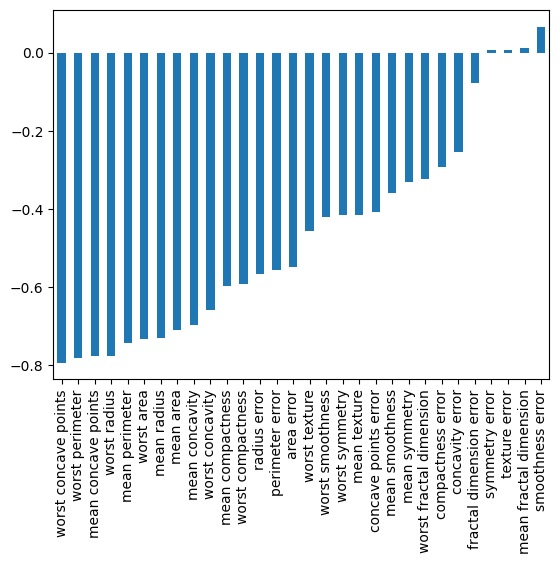 0.0
−0.2
−0.4
−0.6
−0.8
worst concave points
worst perimeter
mean concave points
worst radius
mean perimeter
worst area
mean radius
mean area
mean concavity
worst concavity
mean compactness
worst compactness
radius error
perimeter error
area error
worst texture
worst smoothness
worst symmetry
mean texture
concave points error
mean smoothness
mean symmetry
worst fractal dimension
compactness error
concavity error
fractal dimension error
symmetry error
texture error
mean fractal dimension
smoothness error